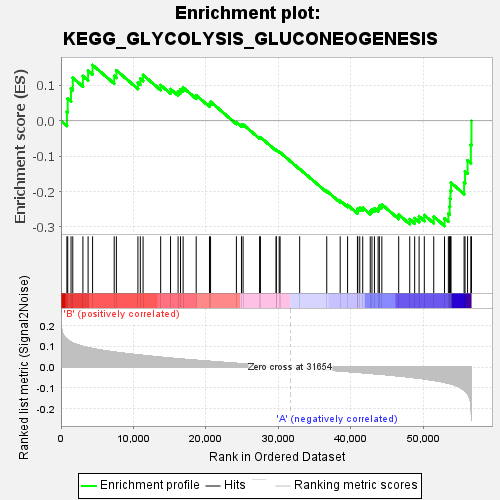 Enrichment plot:
KEGG_GLYCOLYSIS_GLUCONEOGENESIS
Enrichment score (ES)
0.1
0.0
-0.1
-0.2
-0.3
'B' (positively correlated)
Ranked list metric (Signal2Noise)
0.2
0.1
0.0
-0.1
-0.2
Zero cross at 31654
'A' (negatively correlated)
0
10,000
20,000
30,000
40,000
50,000
Rank in Ordered Dataset
Enrichment profile
Hits
Ranking metric scores